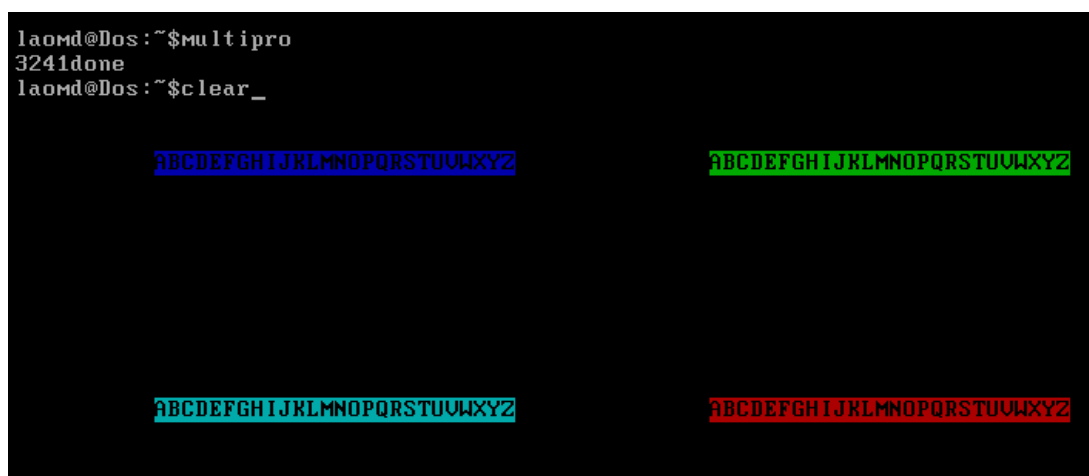 laomd@Dos:~$multipro
3241done
laomd@Dos:~$clear_
ABCDEFGHIJKLMNOPQRSTUVWXYZ
ABCDEFGHIJKLMNOPQRSTUVWXYZ
ABCDEFGHIJKLMNOPQRSTUVWXYZ
ABCDEFGHIJKLMNOPQRSTUVWXYZ